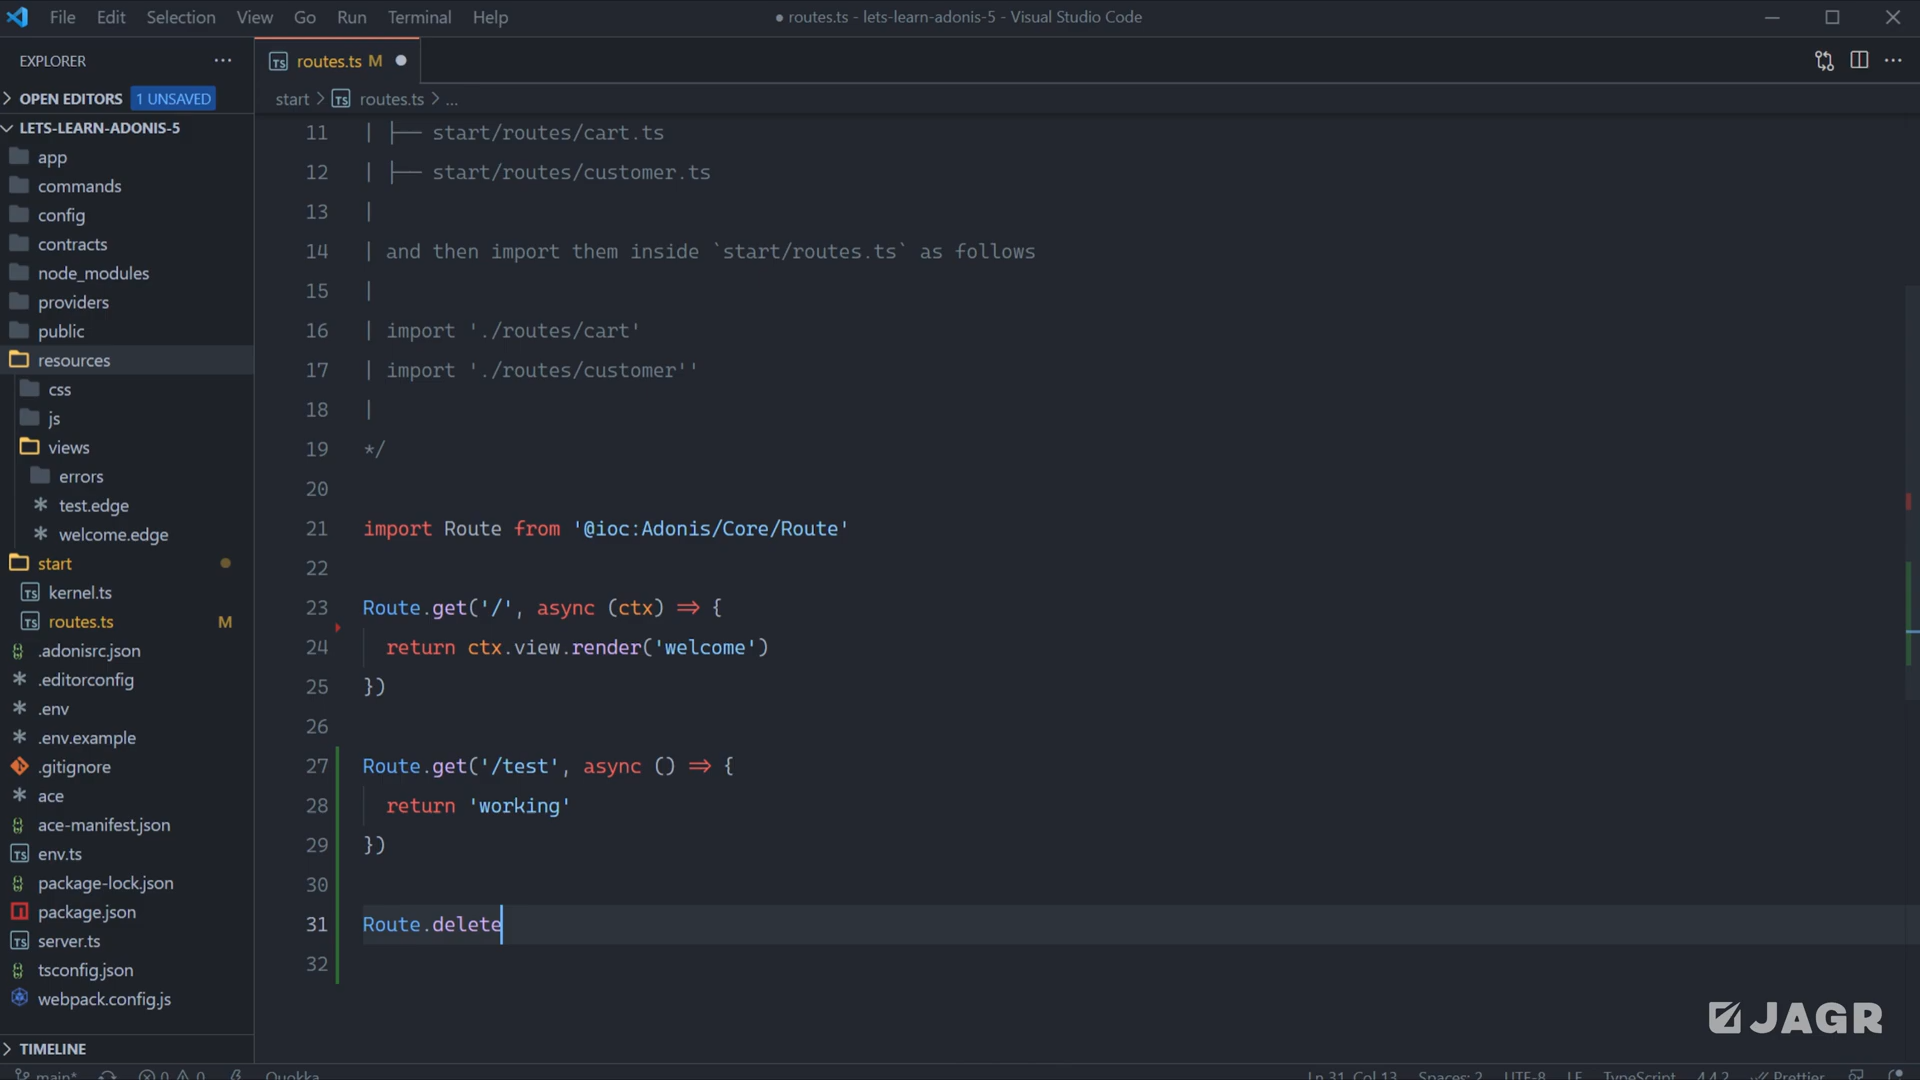 File Edit Selection View Go Run Terminal Help
● routes.ts - lets-learn-adonis-5 - Visual Studio Code
EXPLORER
OPEN EDITORS 1 UNSAVED
LETS-LEARN-ADONIS-5
app
commands
config
contracts
node_modules
providers
public
resources
css
js
views
errors
test.edge
welcome.edge
start
kernel.ts
routes.ts M
.adonisrc.json
.editorconfig
.env
.env.example
.gitignore
ace
ace-manifest.json
env.ts
package-lock.json
package.json
server.ts
tsconfig.json
webpack.config.js
TIMELINE
TS routes.ts M
start > TS routes.ts > ...
11 | ├── start/routes/cart.ts
12 | ├── start/routes/customer.ts
13 |
14 | and then import them inside `start/routes.ts` as follows
15 |
16 | import './routes/cart'
17 | import './routes/customer''
18 |
19 */
20
21 import Route from '@ioc:Adonis/Core/Route'
22
23 Route.get('/', async (ctx) => {
24 return ctx.view.render('welcome')
25 })
26
27 Route.get('/test', async () => {
28 return 'working'
29 })
30
31 Route.delete
32
JAGR
main* 0 0 Quokka Ln 31, Col 13 Spaces: 2 UTF-8 LF TypeScript 4.4.2 Prettier